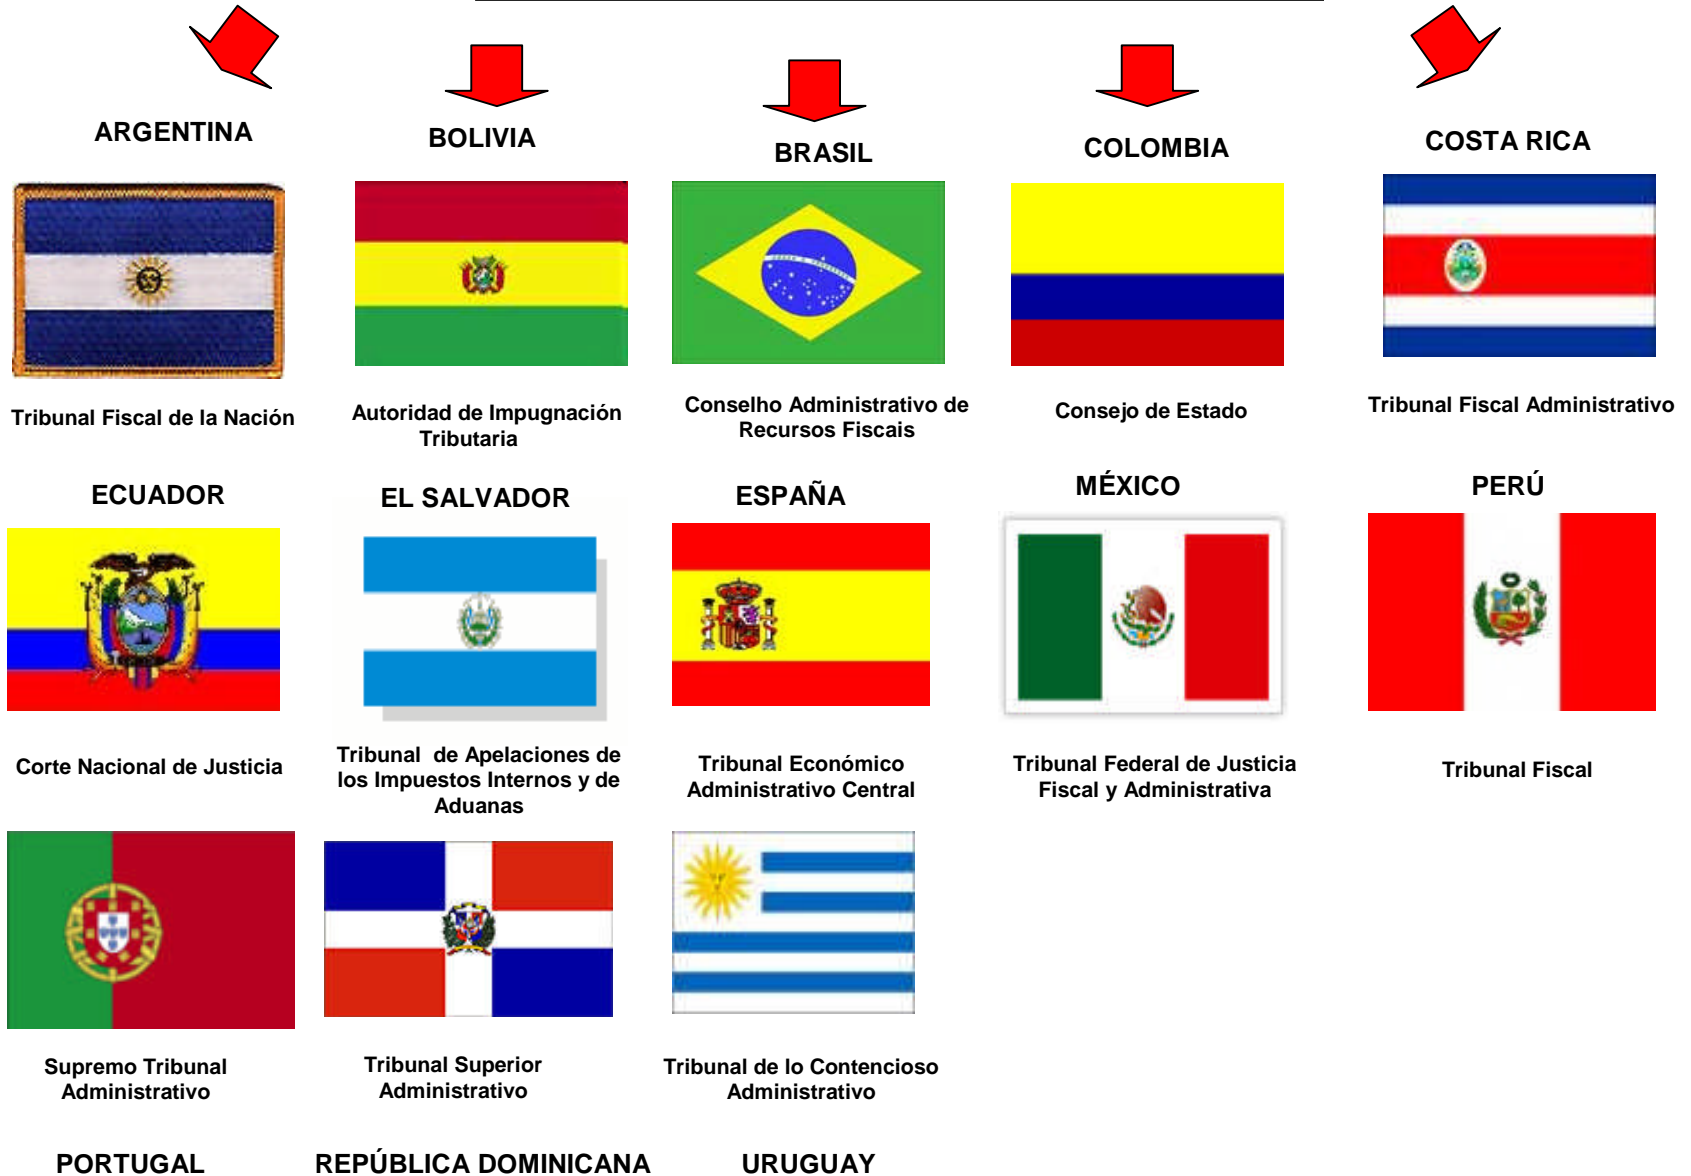 ARGENTINA
BOLIVIA
BRASIL
COLOMBIA
COSTA RICA
Tribunal Fiscal de la Nación
Autoridad de Impugnación
Tributaria
Conselho Administrativo de
Recursos Fiscais
Consejo de Estado
Tribunal Fiscal Administrativo
ECUADOR
EL SALVADOR
ESPAÑA
MÉXICO
PERÚ
Corte Nacional de Justicia
Tribunal de Apelaciones de
los Impuestos Internos y de
Aduanas
Tribunal Económico
Administrativo Central
Tribunal Federal de Justicia
Fiscal y Administrativa
Tribunal Fiscal
Supremo Tribunal
Administrativo
Tribunal Superior
Administrativo
Tribunal de lo Contencioso
Administrativo
PORTUGAL
REPÚBLICA DOMINICANA
URUGUAY